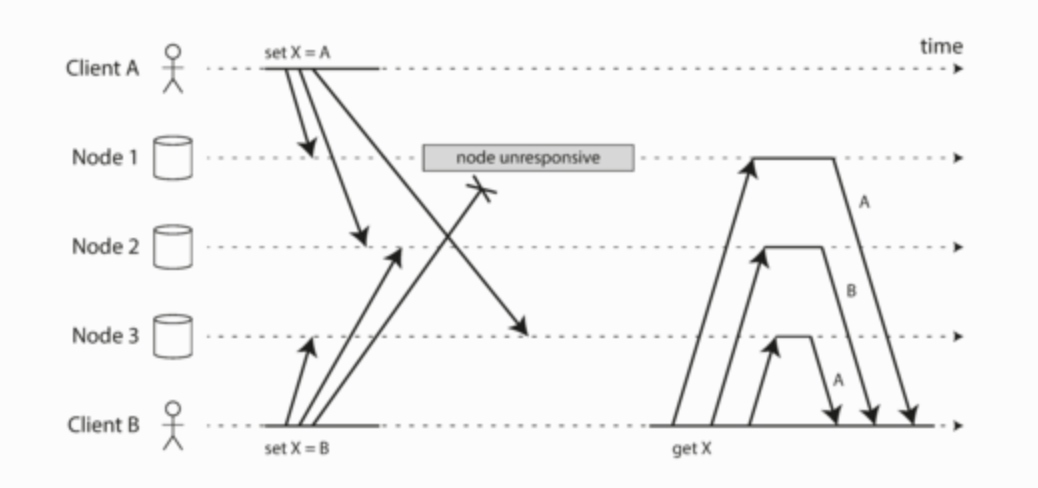 time
set X = A
Client A
Node 1
node unresponsive
A
Node 2
B
Node 3
A
Client B
set X = B
get X